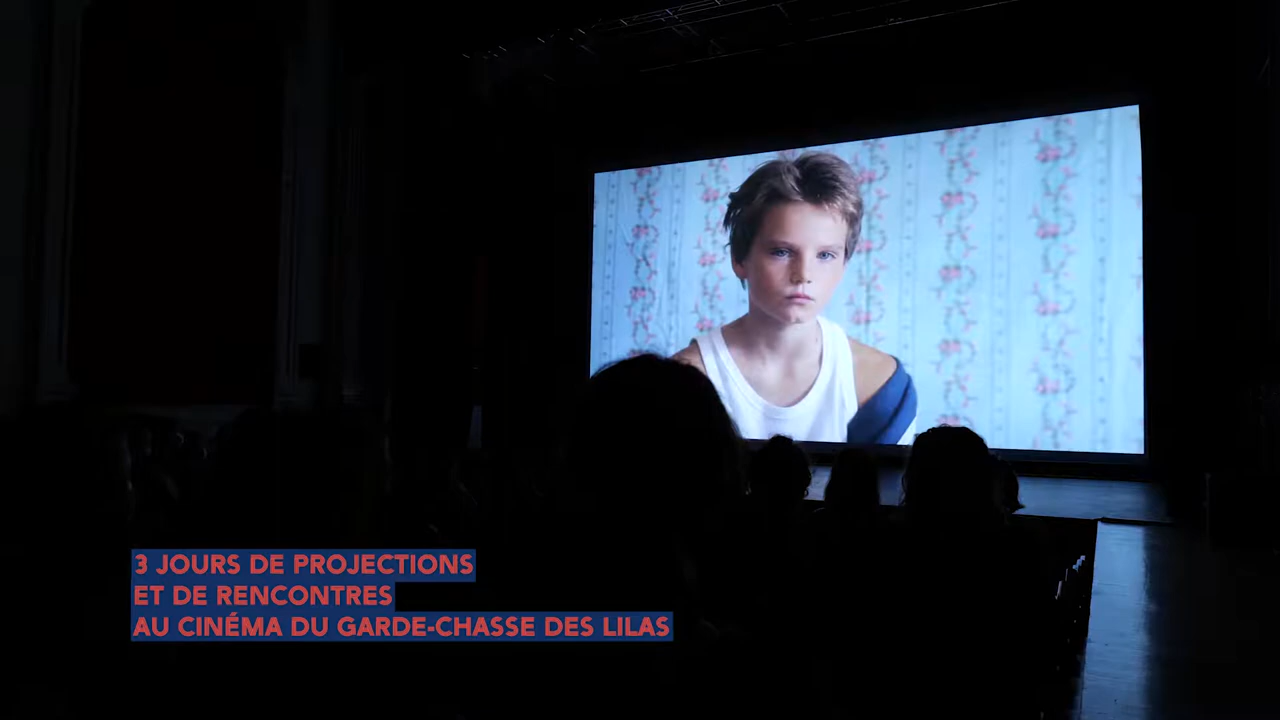 3 JOURS DE PROJECTIONS
ET DE RENCONTRES
AU CINÉMA DU GARDE-CHASSE DES LILAS